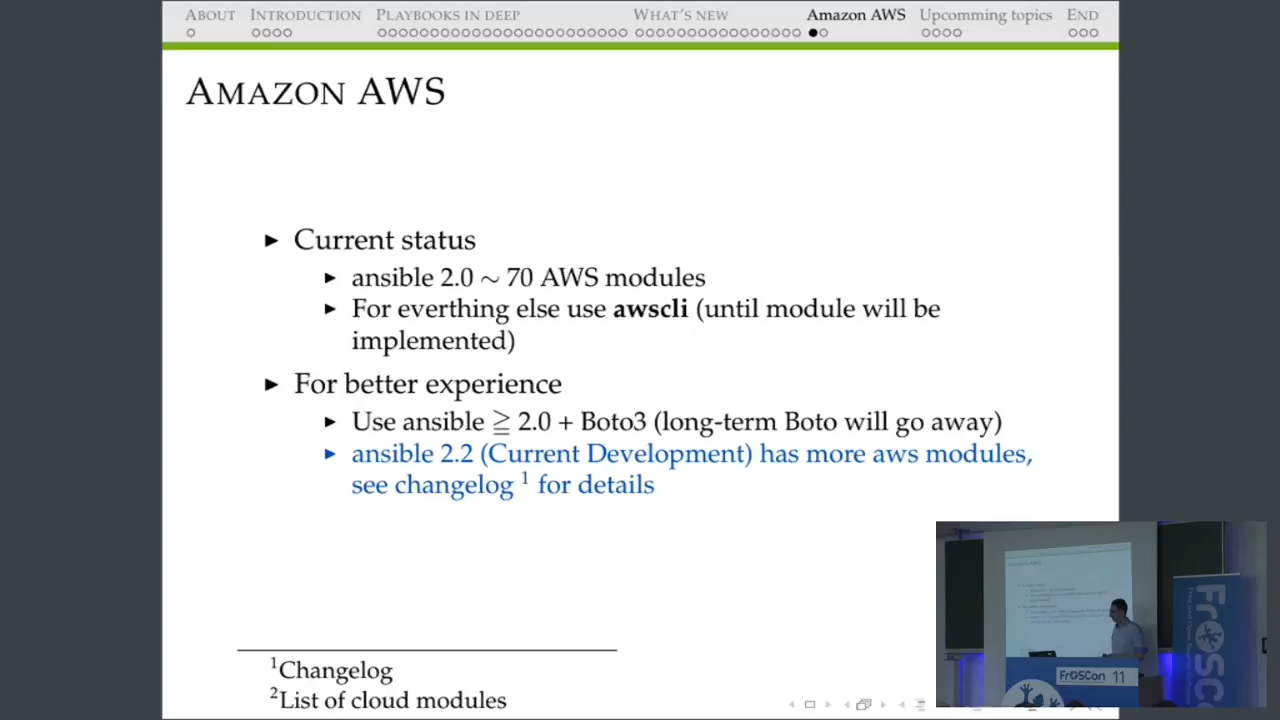 ABOUT INTRODUCTION PLAYBOOKS IN DEEP WHAT'S NEW Amazon AWS Upcomming topics END
AMAZON AWS
Current status
ansible 2.0 ~ 70 AWS modules
For everthing else use awscli (until module will be
implemented)
For better experience
Use ansible ≧ 2.0 + Boto3 (long-term Boto will go away)
ansible 2.2 (Current Development) has more aws modules,
see changelog 1 for details
1Changelog
2List of cloud modules
FrOSCon 11
FrOSCo